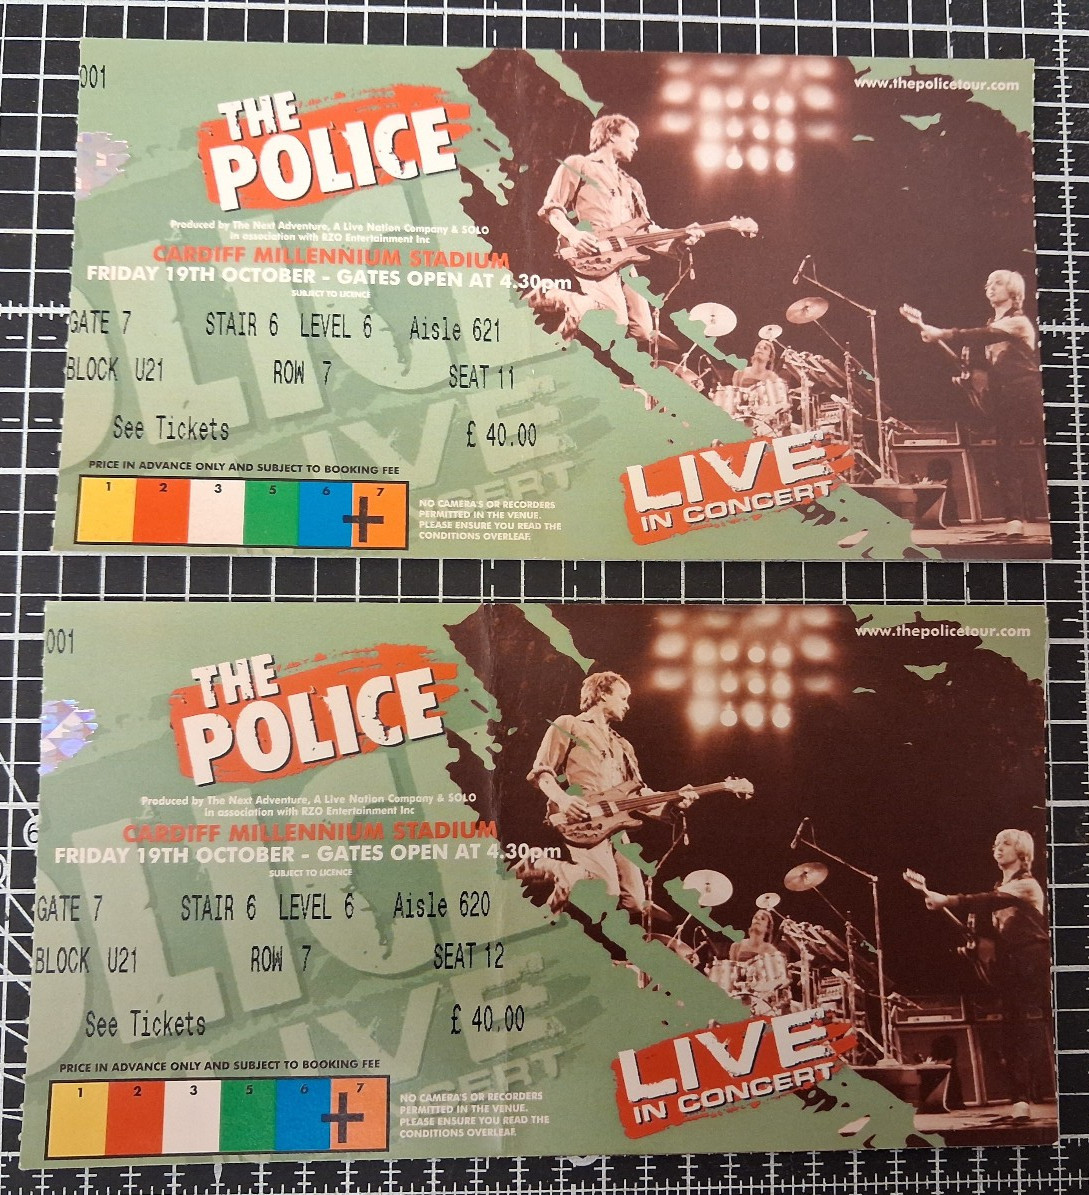 001
www.thepolicetour.com
THE
POLICE
Produced by The Next Adventure, A Live Nation Company & SOLO
in association with RZO Entertainment Inc
CARDIFF MILLENNIUM STADIUM
FRIDAY 19TH OCTOBER - GATES OPEN AT 4.30pm
SUBJECT TO LICENCE
GATE 7 STAIR 6 LEVEL 6 Aisle 621
BLOCK U21 ROW 7 SEAT 11
See Tickets £ 40.00
PRICE IN ADVANCE ONLY AND SUBJECT TO BOOKING FEE
1 2 3 5 6 7
NO CAMERA'S OR RECORDERS
PERMITTED IN THE VENUE.
PLEASE ENSURE YOU READ THE
CONDITIONS OVERLEAF.
LIVE
IN CONCERT
001
www.thepolicetour.com
THE
POLICE
Produced by The Next Adventure, A Live Nation Company & SOLO
in association with RZO Entertainment Inc
CARDIFF MILLENNIUM STADIUM
FRIDAY 19TH OCTOBER - GATES OPEN AT 4.30pm
SUBJECT TO LICENCE
GATE 7 STAIR 6 LEVEL 6 Aisle 620
BLOCK U21 ROW 7 SEAT 12
See Tickets £ 40.00
PRICE IN ADVANCE ONLY AND SUBJECT TO BOOKING FEE
1 2 3 5 6 7
NO CAMERA'S OR RECORDERS
PERMITTED IN THE VENUE.
PLEASE ENSURE YOU READ THE
CONDITIONS OVERLEAF.
LIVE
IN CONCERT